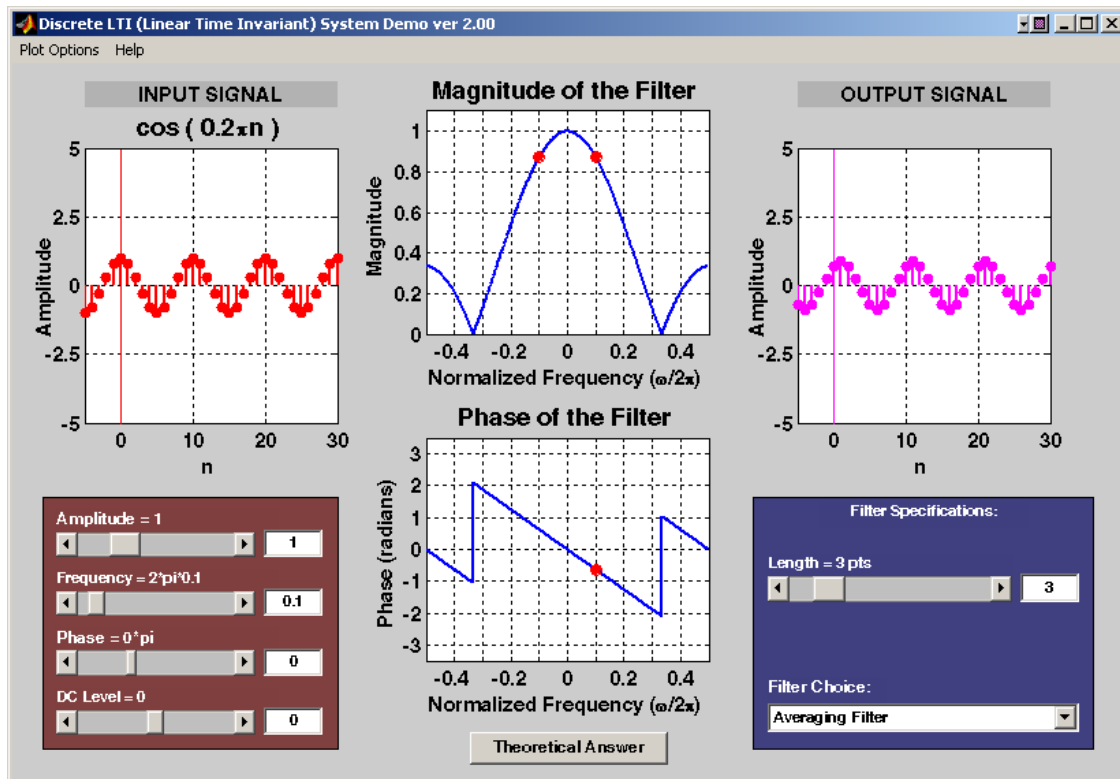 Discrete LTI (Linear Time Invariant) System Demo ver 2.00
Plot Options Help
INPUT SIGNAL
cos ( 0.2πn )
5
2.5
0
-2.5
-5
Amplitude
0 10 20 30
n
Magnitude of the Filter
1
0.8
0.6
0.4
0.2
0
Magnitude
-0.4 -0.2 0 0.2 0.4
Normalized Frequency (ω/2π)
OUTPUT SIGNAL
5
2.5
0
-2.5
-5
Amplitude
0 10 20 30
n
Phase of the Filter
3
2
1
0
-1
-2
-3
Phase (radians)
-0.4 -0.2 0 0.2 0.4
Normalized Frequency (ω/2π)
Amplitude = 1
1
Frequency = 2*pi*0.1
0.1
Phase = 0*pi
0
DC Level = 0
0
Theoretical Answer
Filter Specifications:
Length = 3 pts
3
Filter Choice:
Averaging Filter